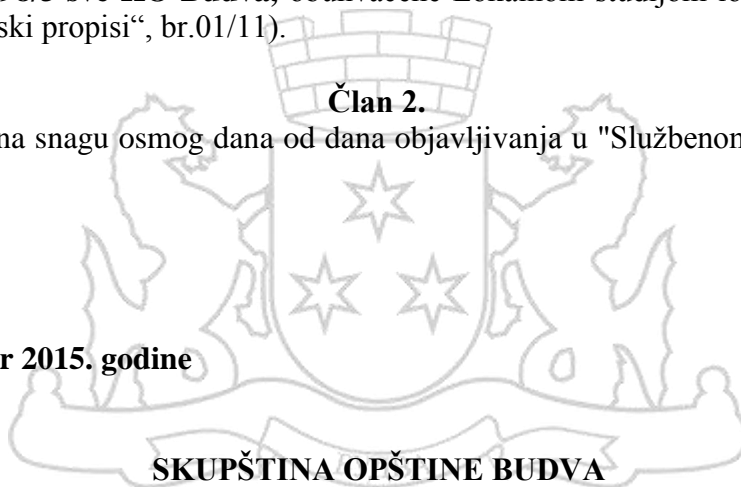 ski propisi“, br.01/11).
Član 2.
na snagu osmog dana od dana objavljivanja u "Službenom
r 2015. godine
SKUPŠTINA OPŠTINE BUDVA